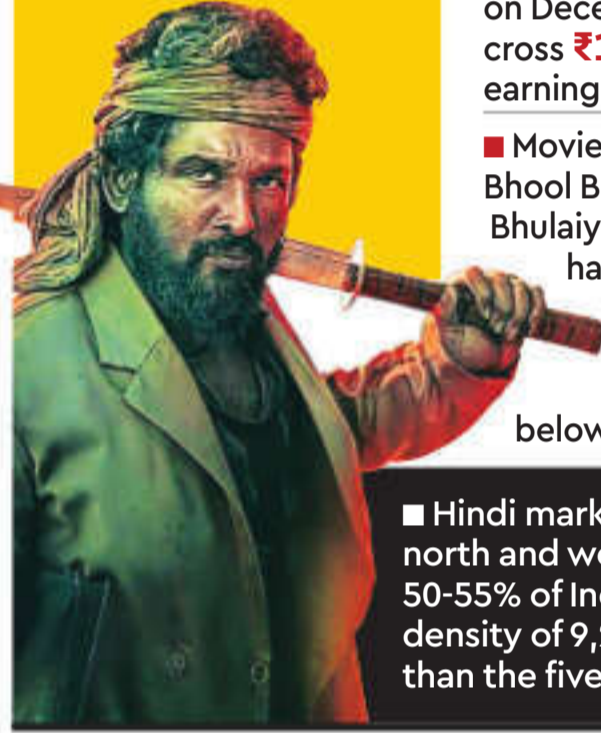 on Dece
cross ₹1
earning
■ Movie
Bhool B
Bhulaiy
ha
below
■ Hindi mark
north and we
50-55% of In
density of 9,
than the five